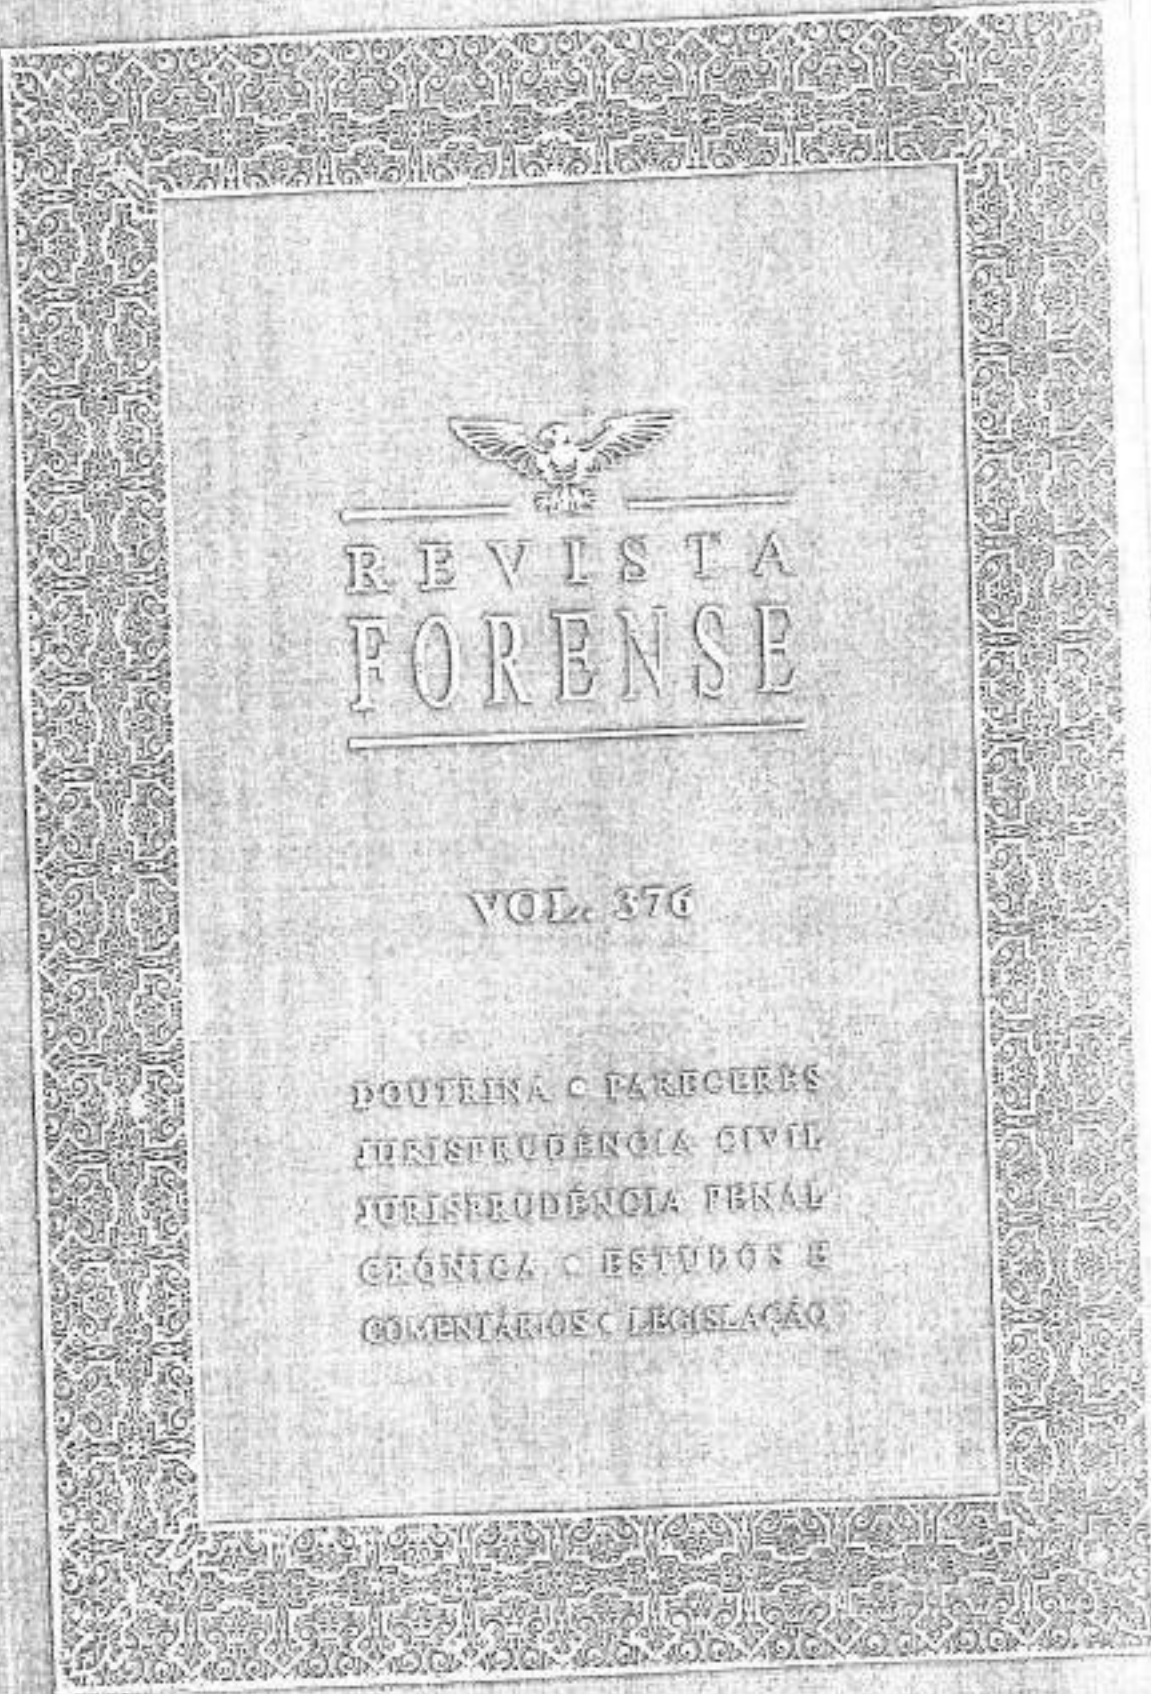 REVISTA
FORENSE
VOL. 376
DOUTRINA • PARECERES
JURISPRUDÊNCIA CIVIL
JURISPRUDÊNCIA PENAL
CRÔNICA • ESTUDOS E
COMENTÁRIOS • LEGISLAÇÃO